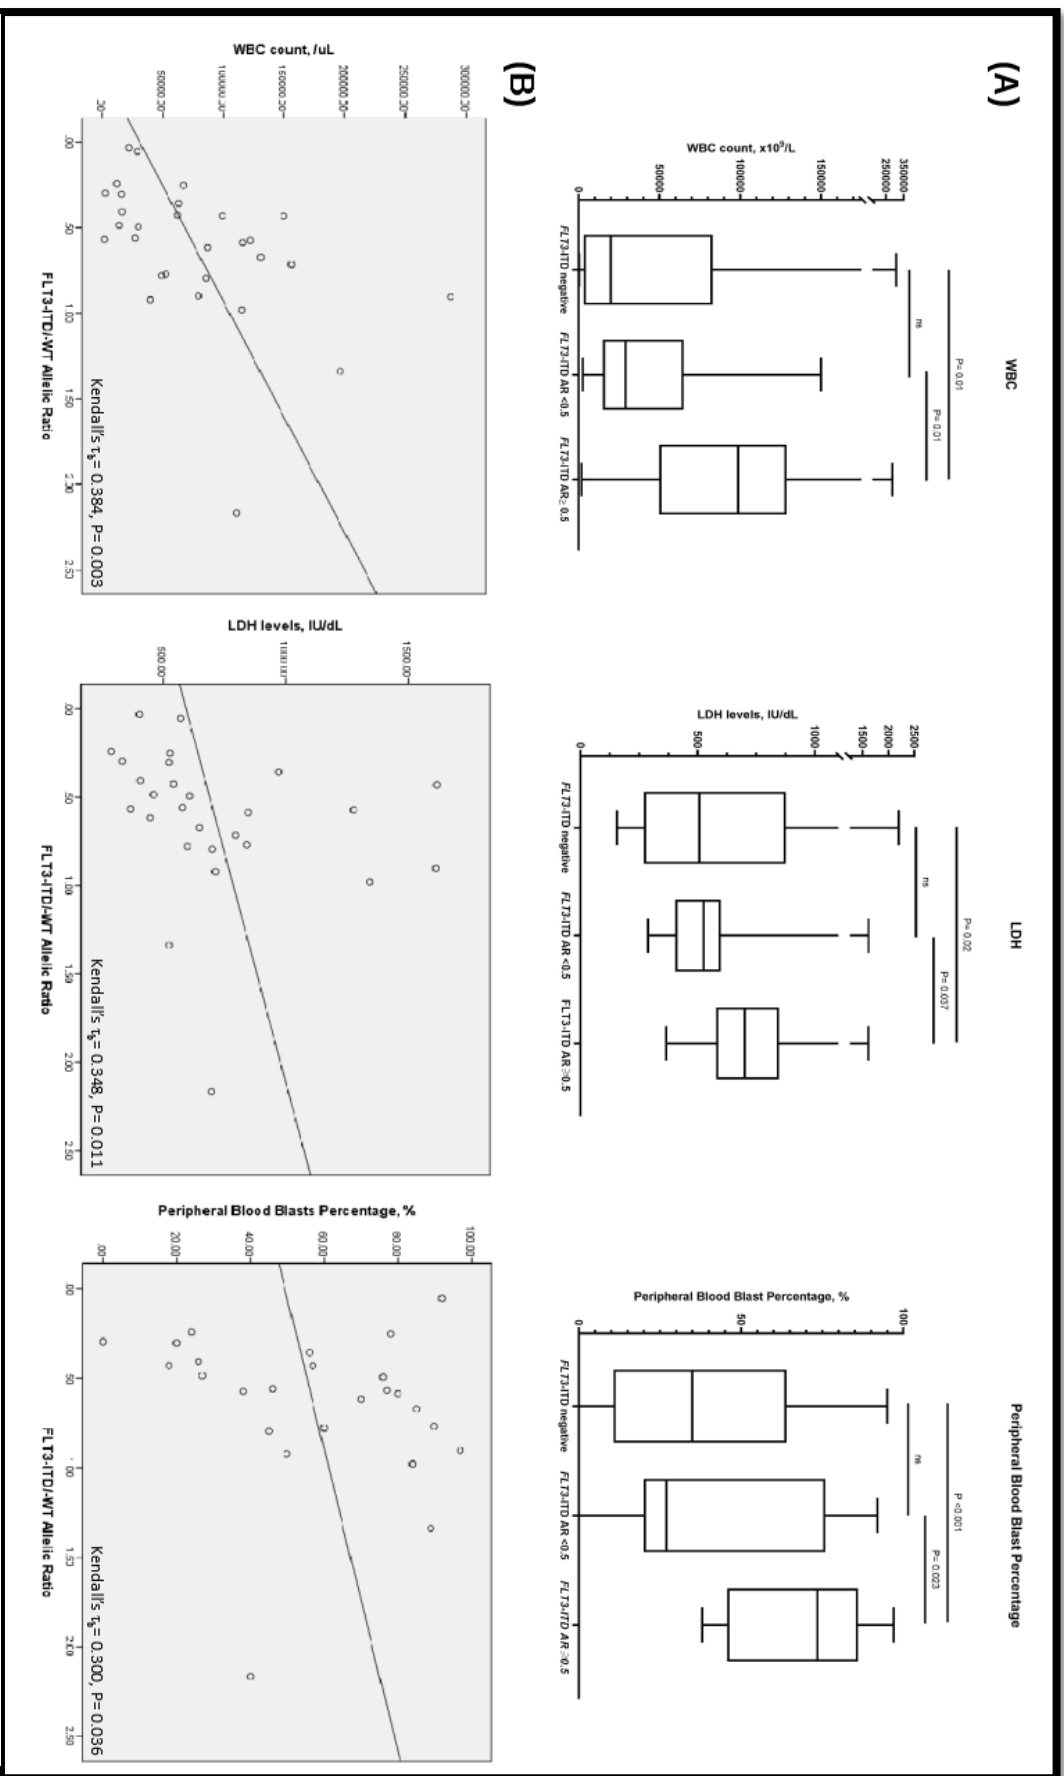 (A)
WBC
WBC count, x10⁹/L
0
50000
100000
150000
2500000
3500000
FLT3-ITD negative
FLT3-ITD AR <0.5
FLT3-ITD AR≥ 0.5
ns
P= 0.01
P= 0.01
LDH
LDH levels, IU/dL
0
500
1000
1500
2000
2500
FLT3-ITD negative
FLT3-ITD AR <0.5
FLT3-ITD AR ≥0.5
ns
P= 0.037
P= 0.02
Peripheral Blood Blast Percentage
Peripheral Blood Blast Percentage, %
0
50
100
FLT3-ITD negative
FLT3-ITD AR <0.5
FLT3-ITD AR ≥0.5
ns
P= 0.023
P <0.001
(B)
WBC count, /uL
.00
50000.00
100000.00
150000.00
200000.00
250000.00
300000.00
.00
.50
1.00
1.50
2.00
2.50
FLT3-ITD/-WT Allelic Ratio
Kendall's τb= 0.384, P= 0.003
LDH levels, IU/dL
500.00
1000.00
1500.00
.00
.50
1.00
1.50
2.00
2.50
FLT3-ITD/-WT Allelic Ratio
Kendall's τb= 0.348, P= 0.011
Peripheral Blood Blasts Percentage, %
.00
20.00
40.00
60.00
80.00
100.00
.00
.50
1.00
1.50
2.00
2.50
FLT3-ITD/-WT Allelic Ratio
Kendall's τb= 0.300, P= 0.036